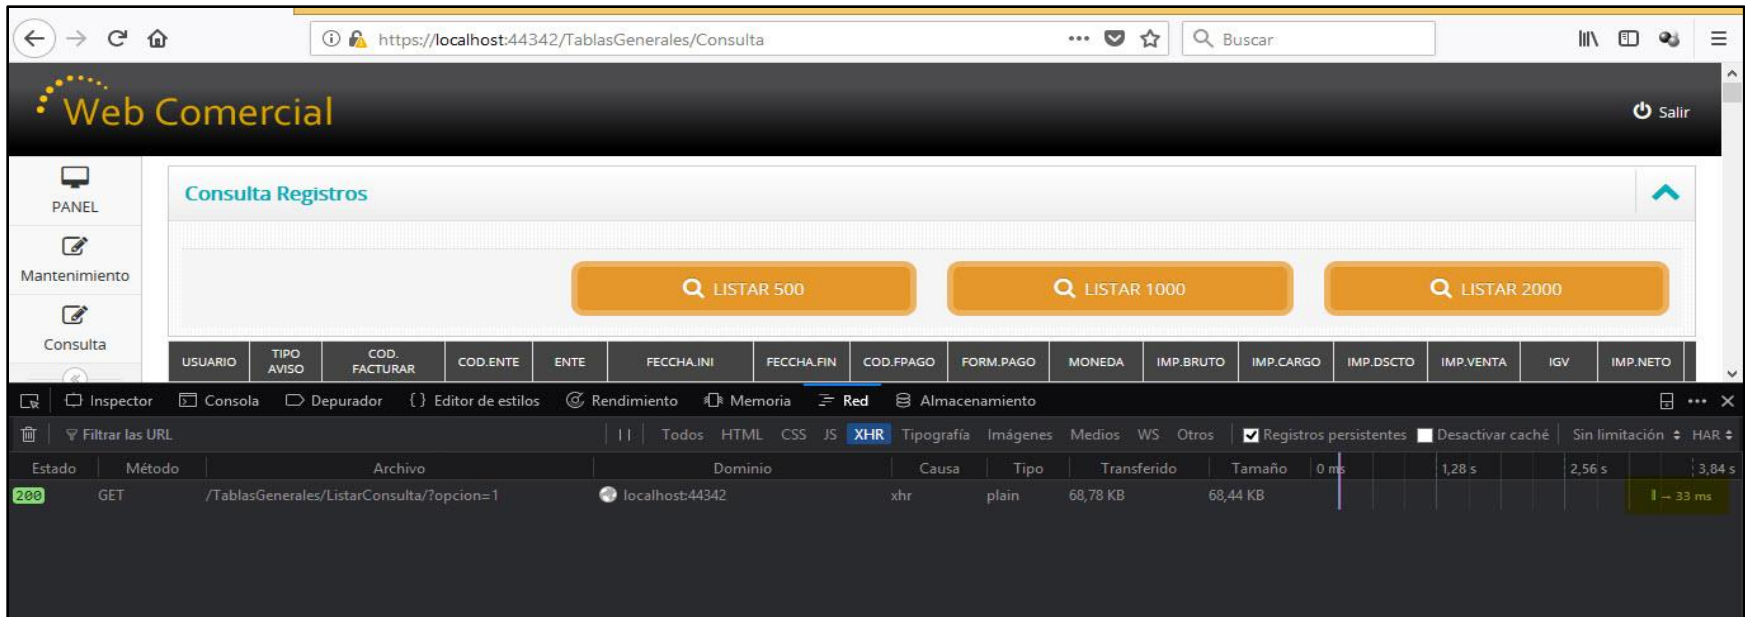 https://localhost:44342/TablasGenerales/Consulta
Buscar
Web Comercial
Salir
PANEL
Mantenimiento
Consulta
Consulta Registros
LISTAR 500 LISTAR 1000 LISTAR 2000
USUARIO TIPO AVISO COD. FACTURAR COD.ENTE ENTE FECCHA.INI FECCHA.FIN COD.FPAGO FORM.PAGO MONEDA IMP.BRUTO IMP.CARGO IMP.DSCTO IMP.VENTA IGV IMP.NETO
Inspector Consola Depurador {} Editor de estilos Rendimiento Memoria Red Almacenamiento
Filtrar las URL Todos HTML CSS JS XHR Tipografía Imágenes Medios WS Otros Registros persistentes Desactivar caché Sin limitación HAR
Estado Método Archivo Dominio Causa Tipo Transferido Tamaño 0 ms 1,28 s 2,56 s 3,84 s
200 GET /TablasGenerales/ListarConsulta/?opcion=1 localhost:44342 xhr plain 68,78 KB 68,44 KB → 33 ms